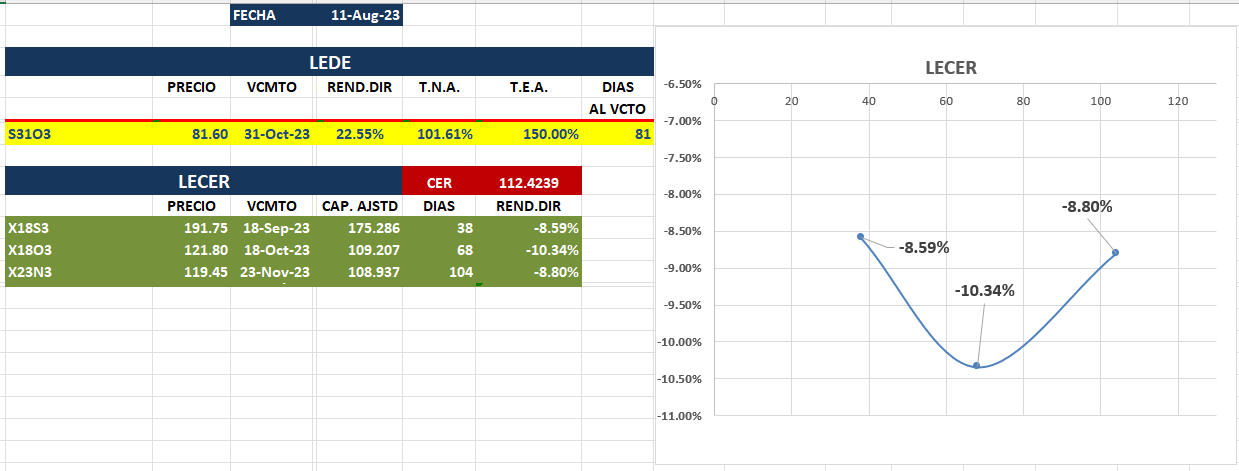 FECHA 11-Aug-23
LEDE
PRECIO VCMTO REND.DIR T.N.A. T.E.A. DIAS
AL VCTO
S31O3 81.60 31-Oct-23 22.55% 101.61% 150.00% 81
LECER CER 112.4239
PRECIO VCMTO CAP. AJSTD DIAS REND.DIR
X18S3 191.75 18-Sep-23 175.286 38 -8.59%
X18O3 121.80 18-Oct-23 109.207 68 -10.34%
X23N3 119.45 23-Nov-23 108.937 104 -8.80%
LECER
-6.50%
0 20 40 60 80 100 120
-7.00%
-7.50%
-8.00%
-8.80%
-8.50%
-8.59%
-9.00%
-10.34%
-9.50%
-10.00%
-10.50%
-11.00%